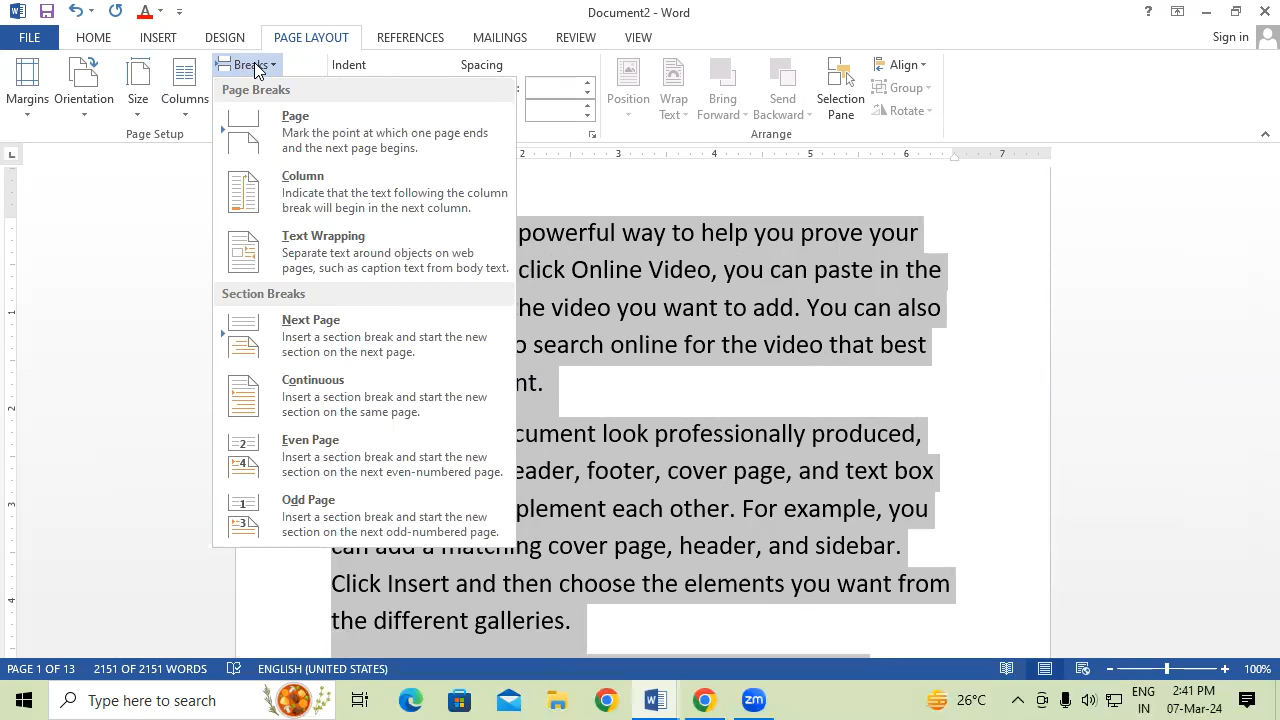 Document2 - Word
FILE
HOME
INSERT
DESIGN
PAGE LAYOUT
REFERENCES
MAILINGS
REVIEW
VIEW
Sign in
Margins
Orientation
Size
Columns
Breaks
Page Setup
Indent
Spacing
Position
Wrap
Text
Bring
Forward
Send
Backward
Selection
Pane
Align
Group
Rotate
Arrange
Page Breaks
Page
Mark the point at which one page ends
and the next page begins.
Column
Indicate that the text following the column
break will begin in the next column.
Text Wrapping
Separate text around objects on web
pages, such as caption text from body text.
Section Breaks
Next Page
Insert a section break and start the new
section on the next page.
Continuous
Insert a section break and start the new
section on the same page.
Even Page
Insert a section break and start the new
section on the next even-numbered page.
Odd Page
Insert a section break and start the new
section on the next odd-numbered page.
2 3 4 5 6 7
1
2
3
4
powerful way to help you prove your
click Online Video, you can paste in the
he video you want to add. You can also
search online for the video that best
nt.
cument look professionally produced,
eader, footer, cover page, and text box
plement each other. For example, you
can add a matching cover page, header, and sidebar.
Click Insert and then choose the elements you want from
the different galleries.
PAGE 1 OF 13
2151 OF 2151 WORDS
ENGLISH (UNITED STATES)
100%
Type here to search
26°C
ENG
IN
2:41 PM
07-Mar-24